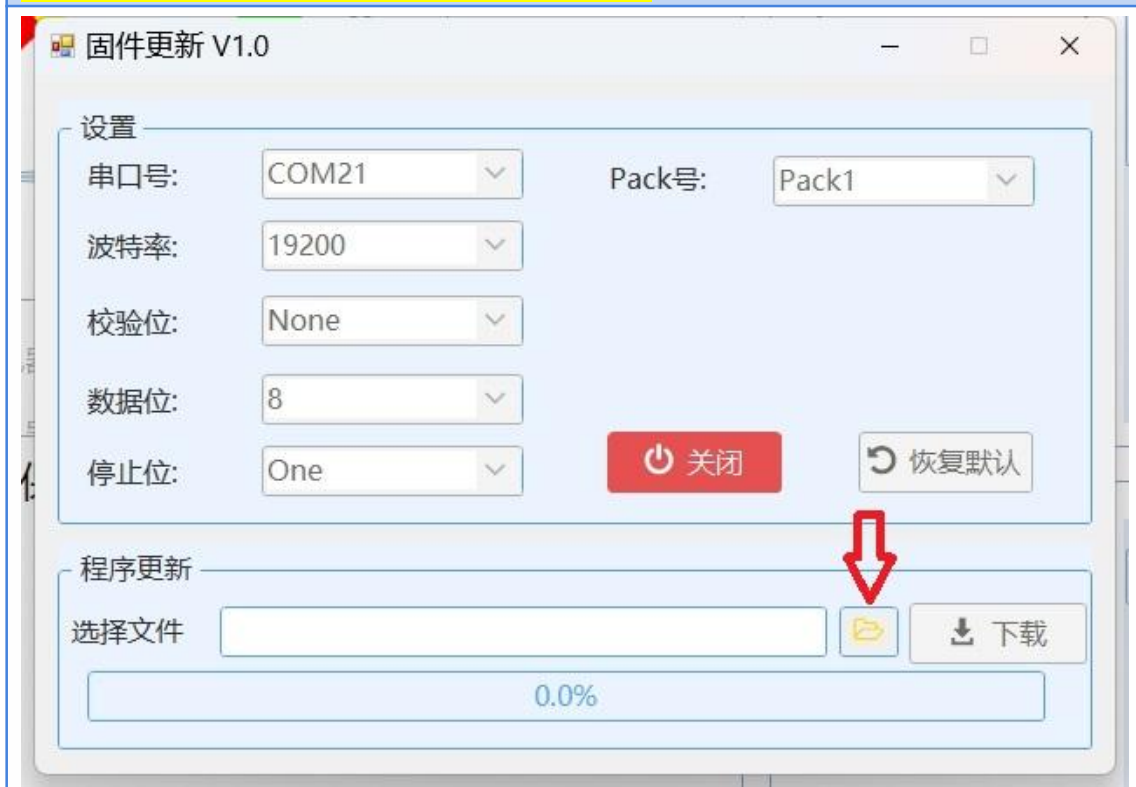 固件更新 V1.0
设置
串口号: COM21 Pack号: Pack1
波特率: 19200
校验位: None
数据位: 8
停止位: One 关闭 恢复默认
程序更新
选择文件 下载
0.0%